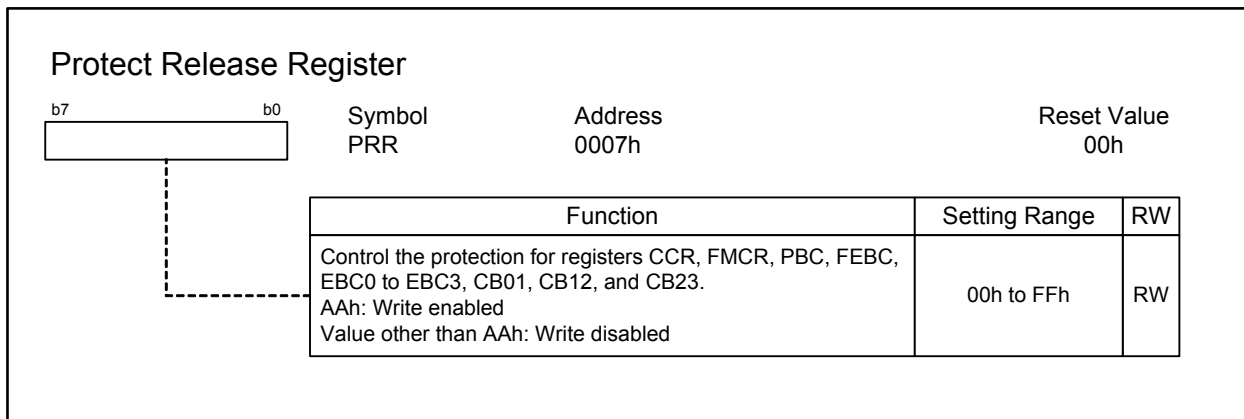 Protect Release Register
b7 b0 Symbol Address Reset Value
PRR 0007h 00h
Function Setting Range RW
Control the protection for registers CCR, FMCR, PBC, FEBC,
EBC0 to EBC3, CB01, CB12, and CB23.
AAh: Write enabled
Value other than AAh: Write disabled
00h to FFh RW